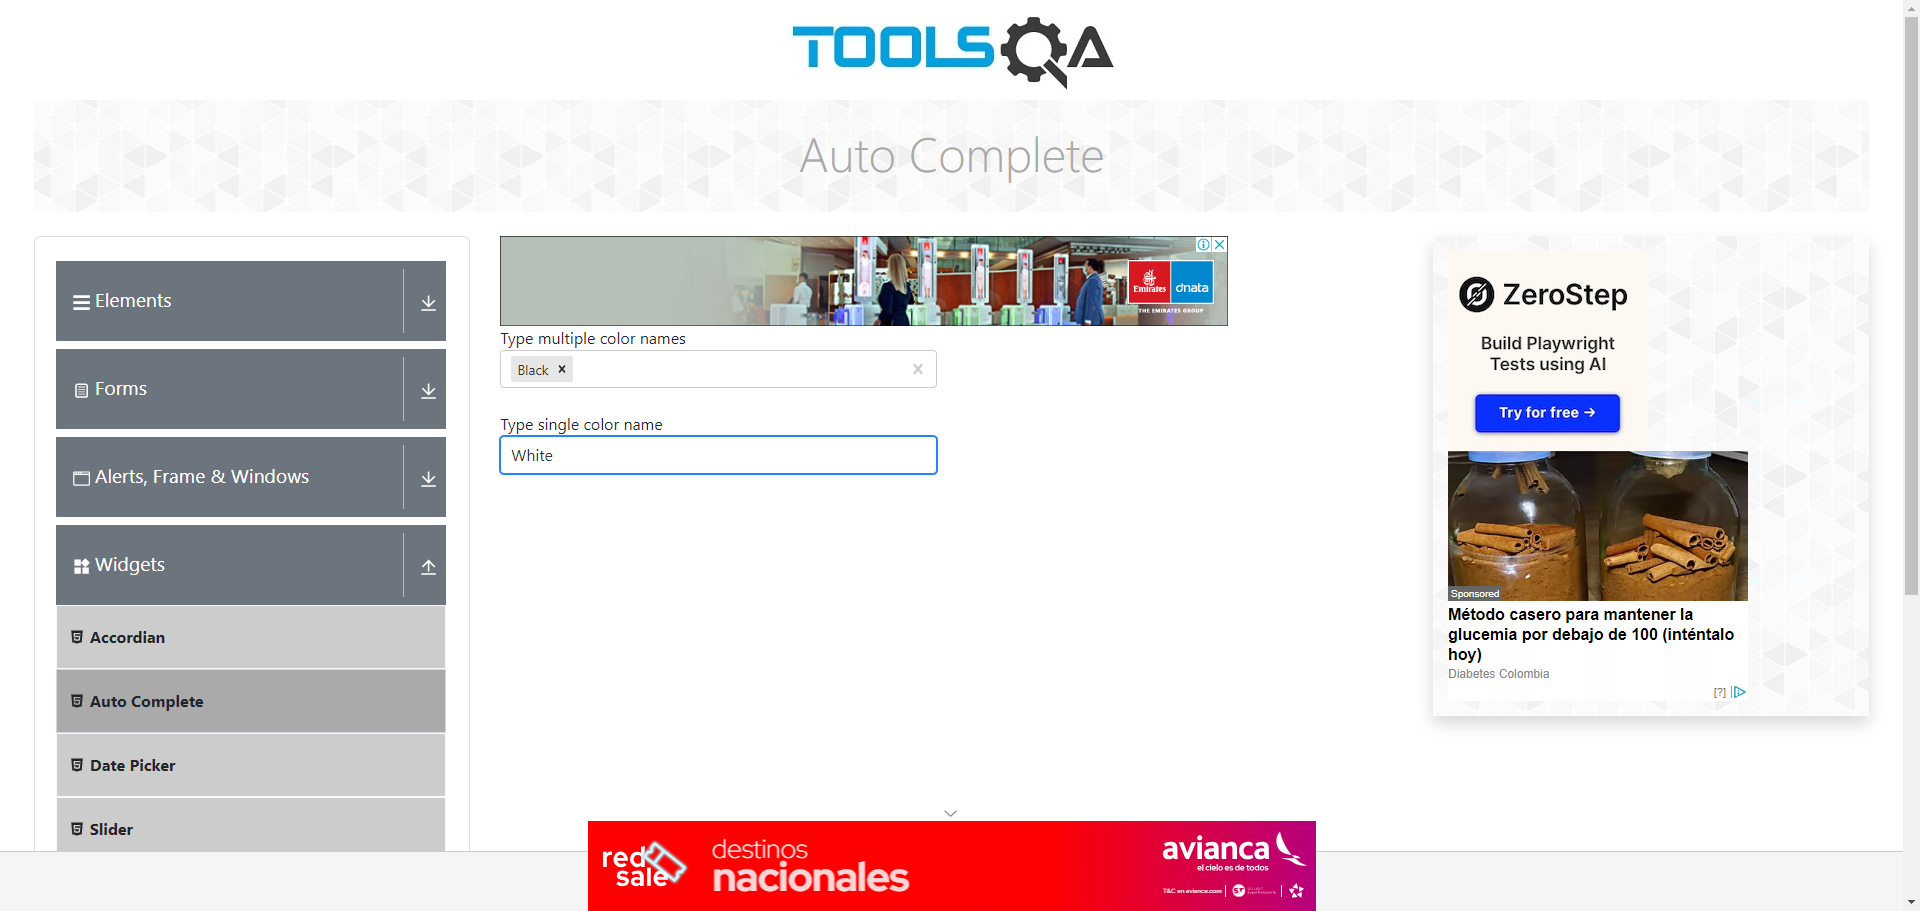 TOOLSQA
Auto Complete
Elements
Forms
Alerts, Frame & Windows
Widgets
Accordian
Auto Complete
Date Picker
Slider
Emirates
dnata
THE EMIRATES GROUP
Type multiple color names
Black
Type single color name
White
ZeroStep
Build Playwright
Tests using AI
Try for free →
Sponsored
Método casero para mantener la
glucemia por debajo de 100 (inténtalo
hoy)
Diabetes Colombia
[?]
red
sale
destinos
nacionales
avianca
el cielo es de todos
T&C en avianca.com